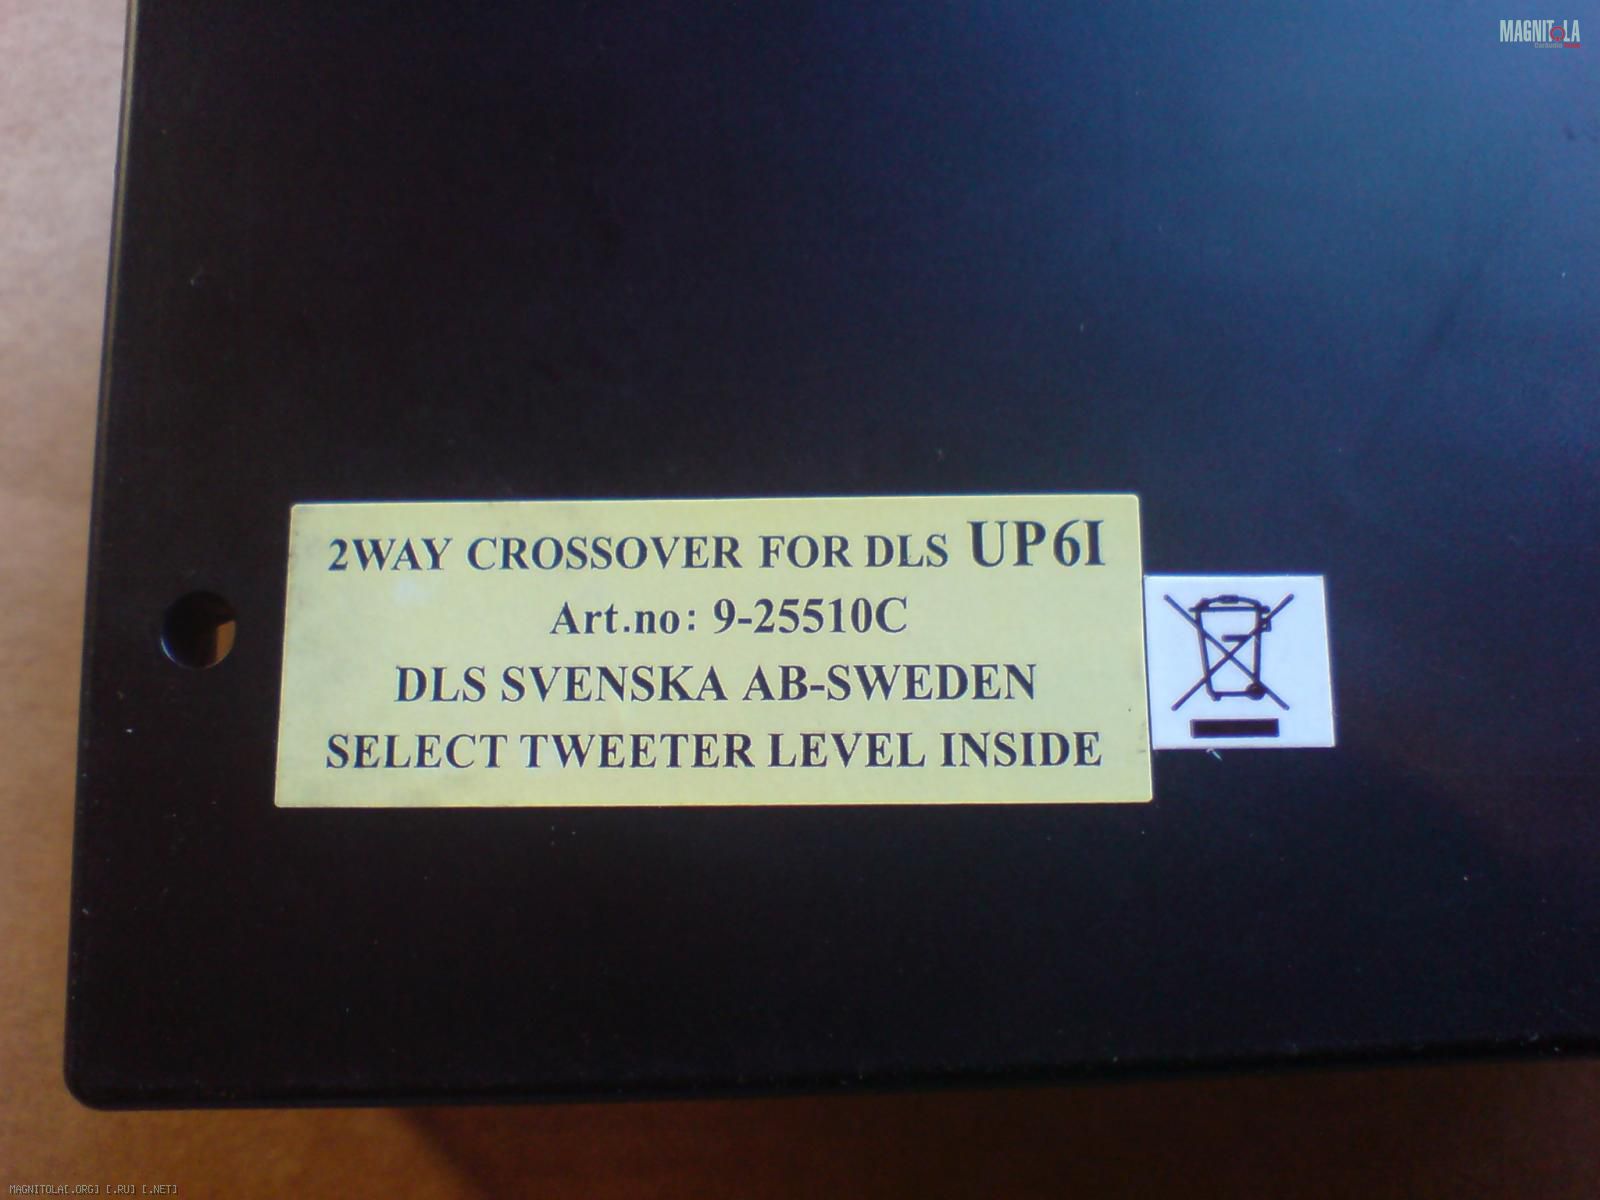 MAGNITOLA
2WAY CROSSOVER FOR DLS UP6I
Art.no: 9-25510C
DLS SVENSKA AB-SWEDEN
SELECT TWEETER LEVEL INSIDE
MAGNITOLA[.ORG] [.RU] [.NET]